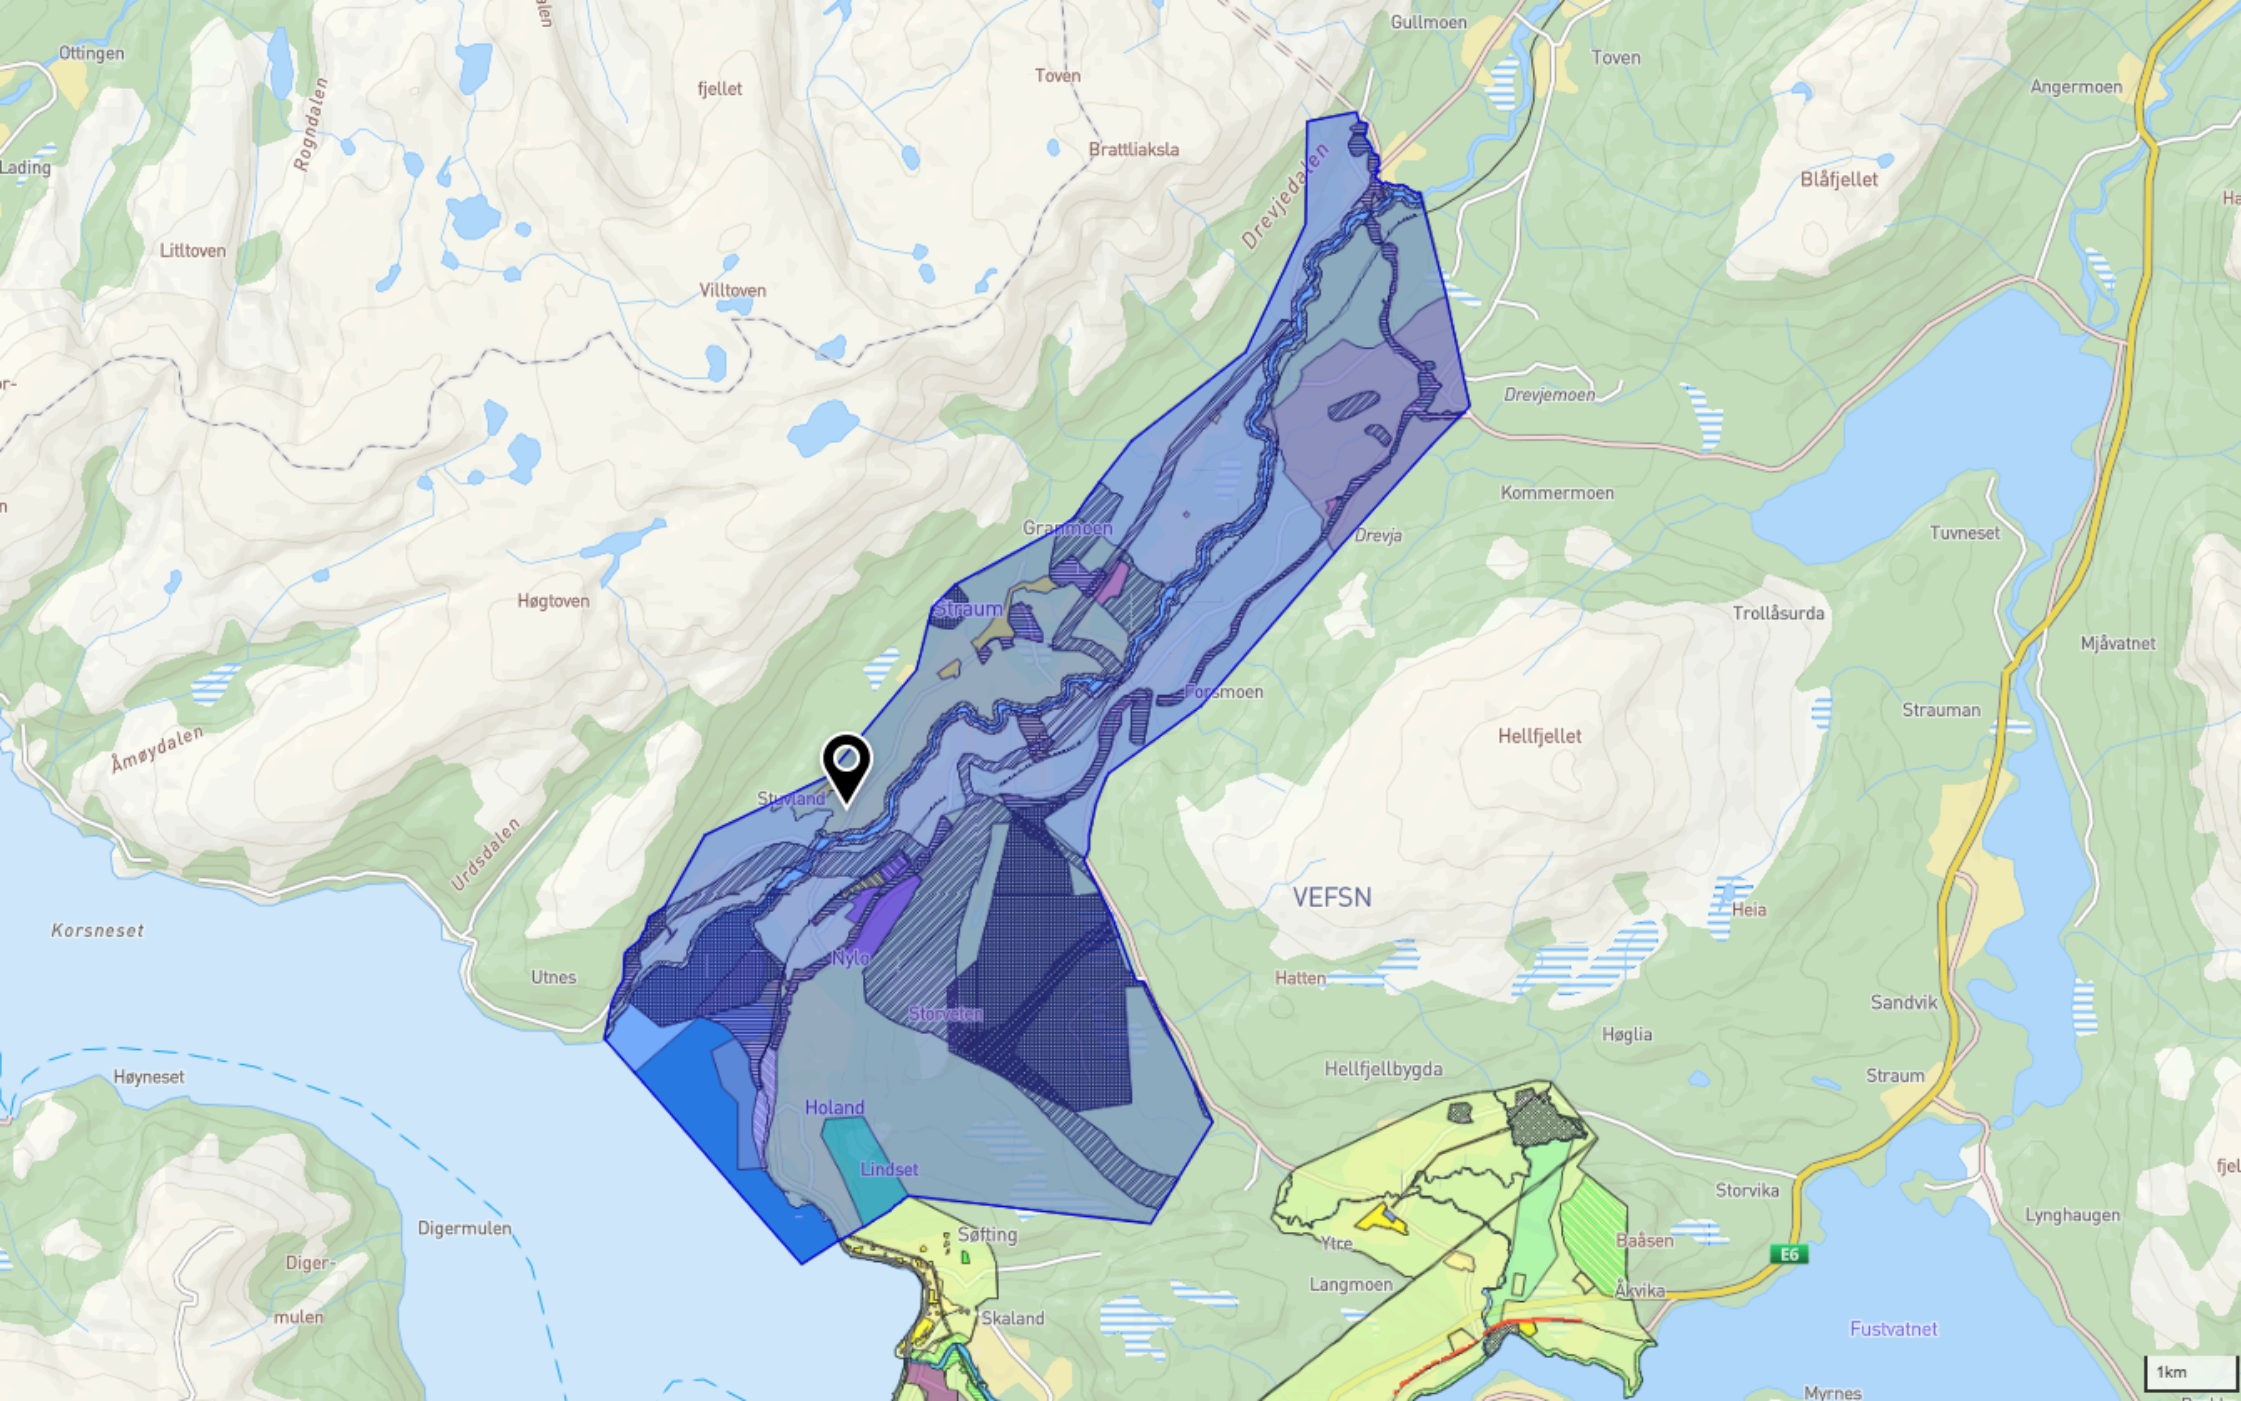 Gullmoen
Ottingen
alen
Toven
Toven
fjellet
Angermoen
Rogndalen
Brattliaksla
Lading
Blåfjellet
Drevjedalen
Litltoven
Villtoven
Drevjemoen
Kommermoen
Granmoen
Drevja
Tuvneset
Høgtoven
Straum
Trollåsurda
Mjåvatnet
Forsmoen
Strauman
Åmøydalen
Hellfjellet
Stuvland
Urdsdalen
VEFSN
Heia
Korsneset
Nylo
Utnes
Hatten
Sandvik
Storveten
Høglia
Hellfjellbygda
Høyneset
Straum
Holand
Lindset
Storvika
Lynghaugen
Digermulen
Søfting
Ytre
Baåsen
E6
Diger-
mulen
Langmoen
Åkvika
Skaland
Fustvatnet
1km
Myrnes